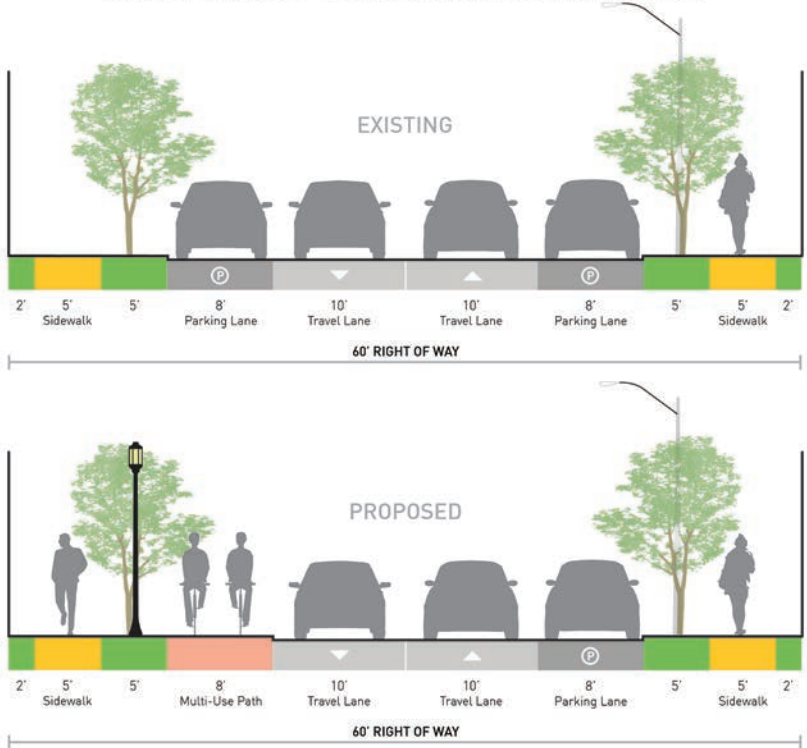 EXISTING
P P
2' 5' 5' 8' 10' 10' 8' 5' 5' 2'
Sidewalk Parking Lane Travel Lane Travel Lane Parking Lane Sidewalk
60' RIGHT OF WAY
PROPOSED
P
2' 5' 5' 8' 10' 10' 8' 5' 5' 2'
Sidewalk Multi-Use Path Travel Lane Travel Lane Parking Lane Sidewalk
60' RIGHT OF WAY